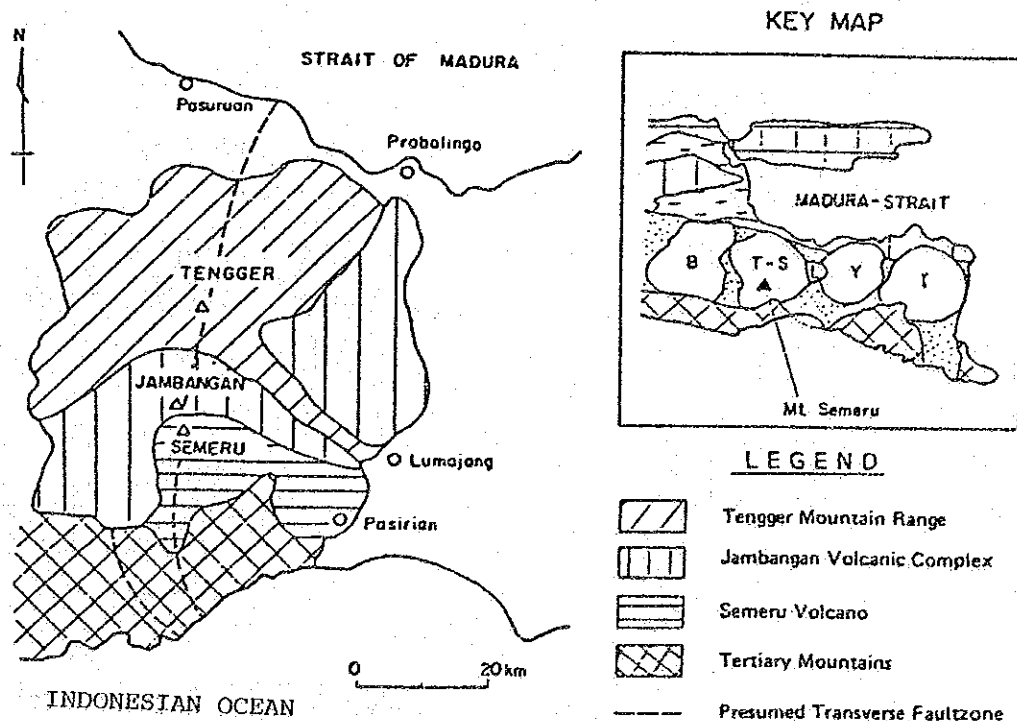 KEY MAP
N
STRAIT OF MADURA
Pasuruan
Probolingo
TENGGER
JAMBANGAN
SEMERU
Lumajang
Pasirian
0 20 km
INDONESIAN OCEAN
MADURA-STRAIT
B T-S Y I
Mt. Semeru
LEGEND
Tengger Mountain Range
Jambangan Volcanic Complex
Semeru Volcano
Tertiary Mountains
Presumed Transverse Faultzone